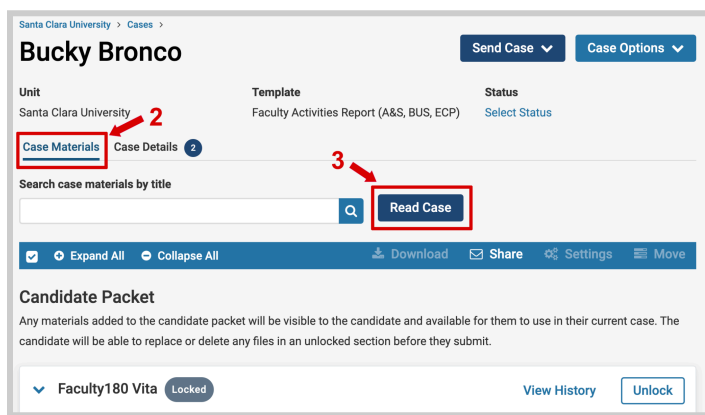 Santa Clara University > Cases >
Bucky Bronco
Send Case
Case Options
Unit
Template
Status
Santa Clara University
Faculty Activities Report (A&S, BUS, ECP)
Select Status
2
Case Materials
Case Details 2
3
Search case materials by title
Read Case
Expand All
Collapse All
Download
Share
Settings
Move
Candidate Packet
Any materials added to the candidate packet will be visible to the candidate and available for them to use in their current case. The
candidate will be able to replace or delete any files in an unlocked section before they submit.
Faculty180 Vita Locked
View History
Unlock